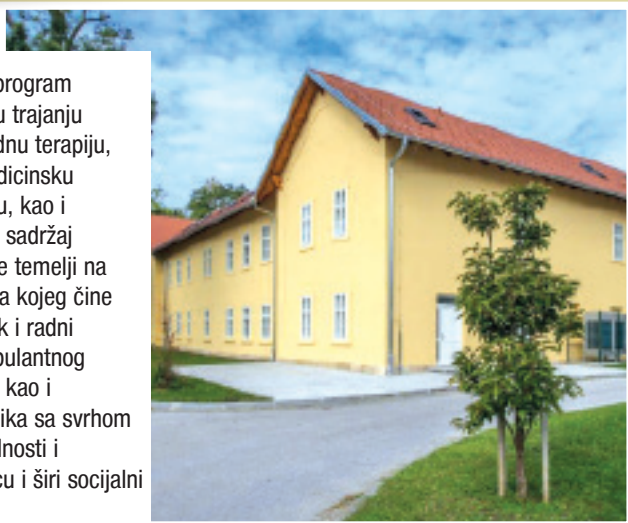 program
u trajanju
dnu terapiju,
dicinsku
u, kao i
sadržaj
e temelji na
a kojeg čine
k i radni
bulantnog
kao i
ika sa svrhom
lnosti i
cu i širi socijalni